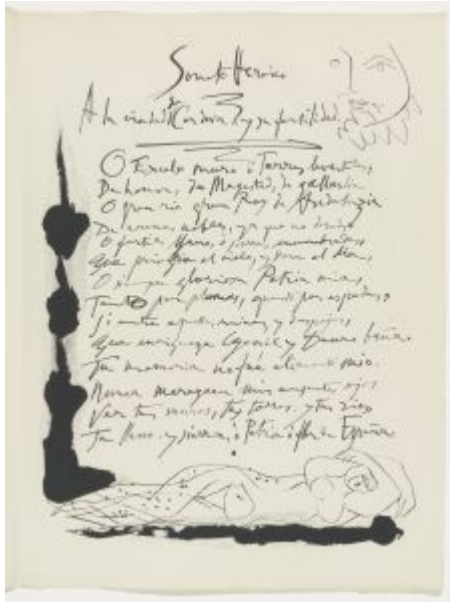 Soneto Heroico
A la ciudad de Cordova y su fertilidad.
O Excelso muro o Torres levantadas,
De honor, de Magestad, de gallardia
O gran rio gran Rey de Andaluzia
De arenas nobles, ya que no doradas
O fertil llano, o sierras encumbradas
Que privilegia el cielo, y dora el dia,
O siempre gloriosa Patria mia,
Tanto por plumas, quanto por espadas,
Si entre aquellas ruinas, y despojos,
Que enriqueze Genil y Dauro baña
Tu memoria no fue alimento mio.
Nunca merezcan mis ausentes ojos
Ver tus muros, tus torres, y tu rio
Tu llano, y sierra, o Patria o flor de España